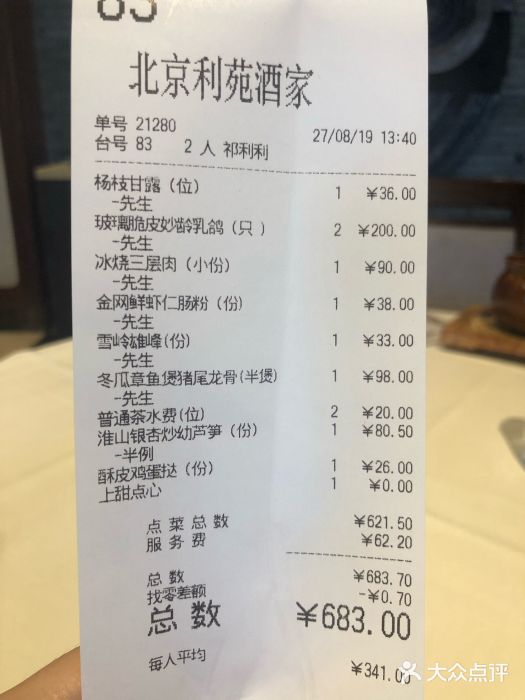 83
北京利苑酒家
单号 21280
台号 83 2 人 祁利利 27/08/19 13:40
杨枝甘露（位） 1 ¥36.00
-先生
玻璃脆皮妙龄乳鸽（只 ） 2 ¥200.00
-先生
冰烧三层肉（小份） 1 ¥90.00
-先生
金网鲜虾仁肠粉（份） 1 ¥38.00
-先生
雪岭雄峰(份) 1 ¥33.00
-先生
冬瓜章鱼煲猪尾龙骨(半煲) 1 ¥98.00
-先生
普通茶水费(位) 2 ¥20.00
淮山银杏炒幼芦笋（份） 1 ¥80.50
-半例
酥皮鸡蛋挞（份） 1 ¥26.00
上甜点心 1 ¥0.00
点菜总数 ¥621.50
服务费 ¥62.20
总数 ¥683.70
找零差额 -¥0.70
总数 ¥683.00
每人平均 ¥341.00
大众点评